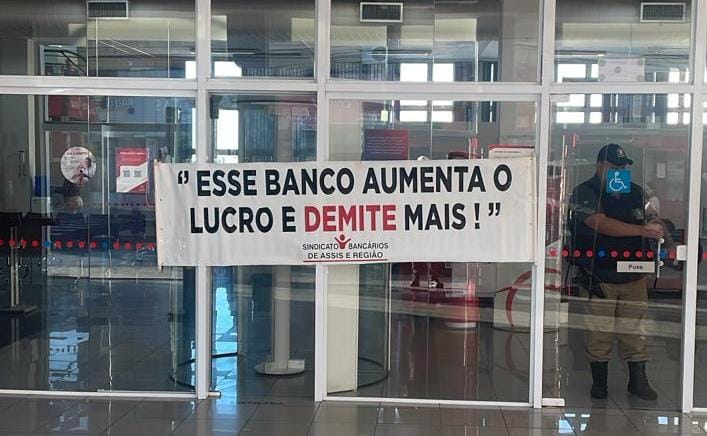 " ESSE BANCO AUMENTA O
LUCRO E DEMITE MAIS ! "
SINDICATO BANCÁRIOS
DE ASSIS E REGIÃO
Puxe